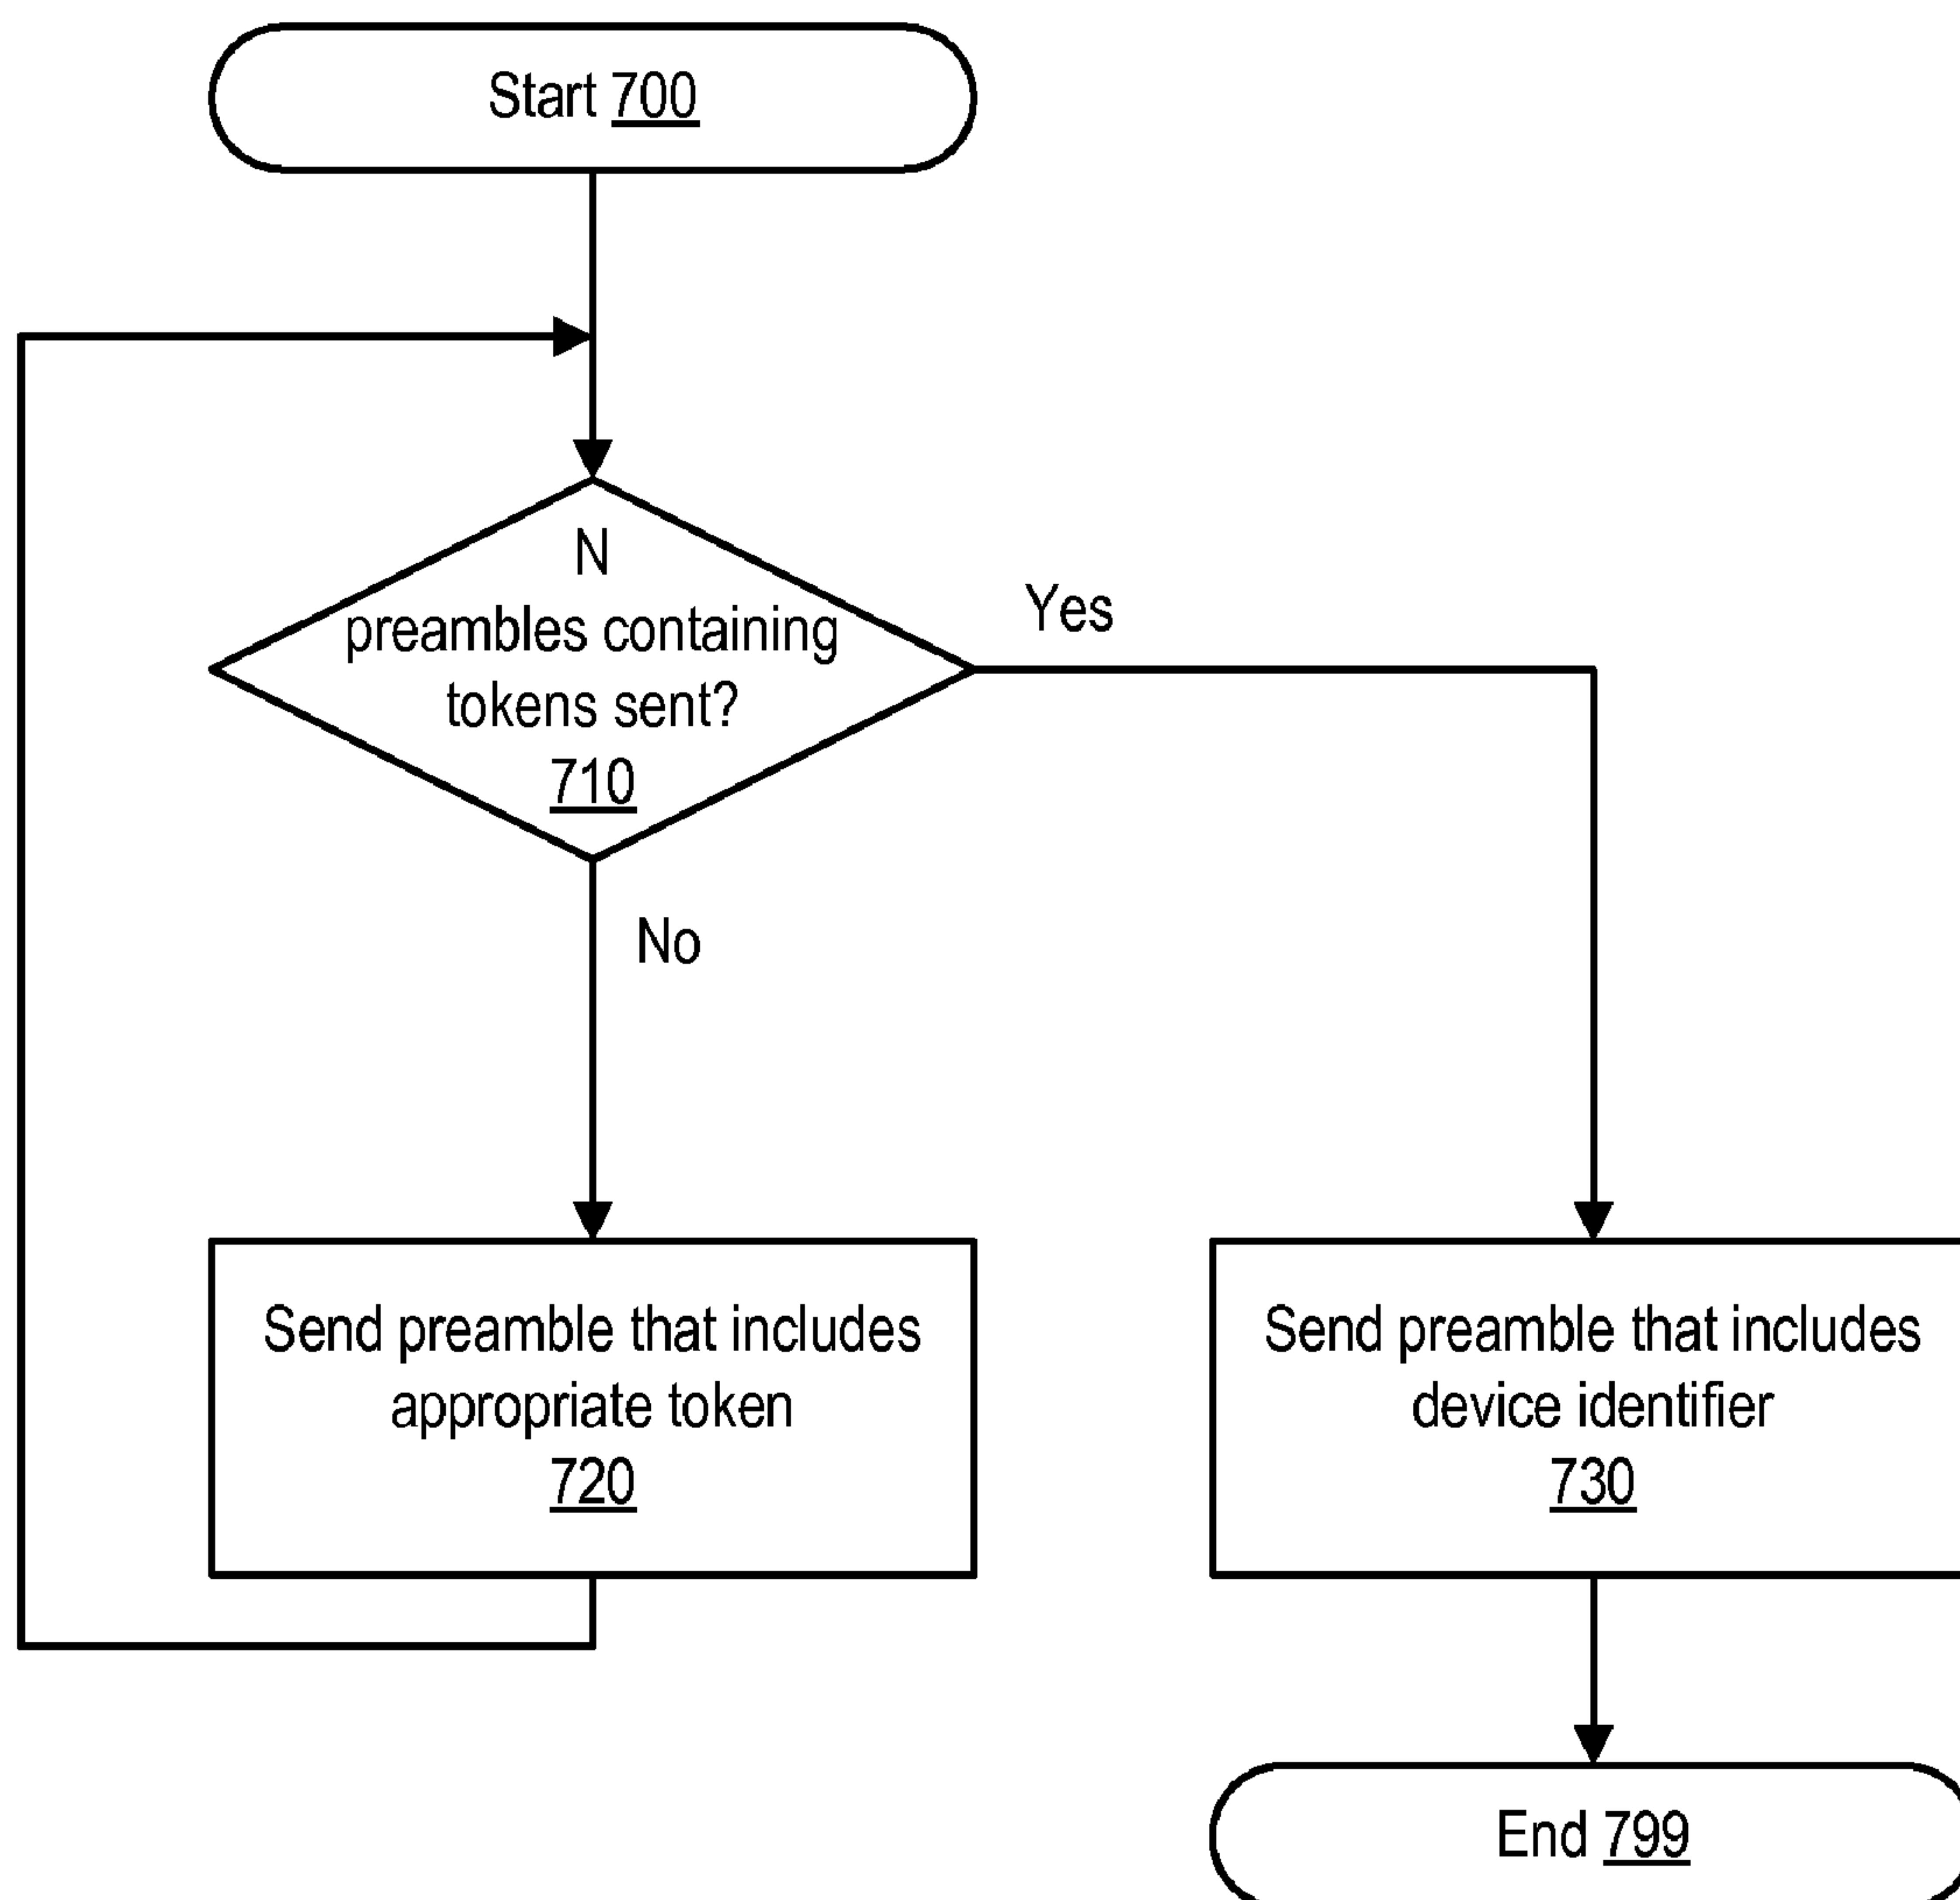 Start 700
N
preambles containing
tokens sent?
710
Yes
No
Send preamble that includes
appropriate token
720
Send preamble that includes
device identifier
730
End 799